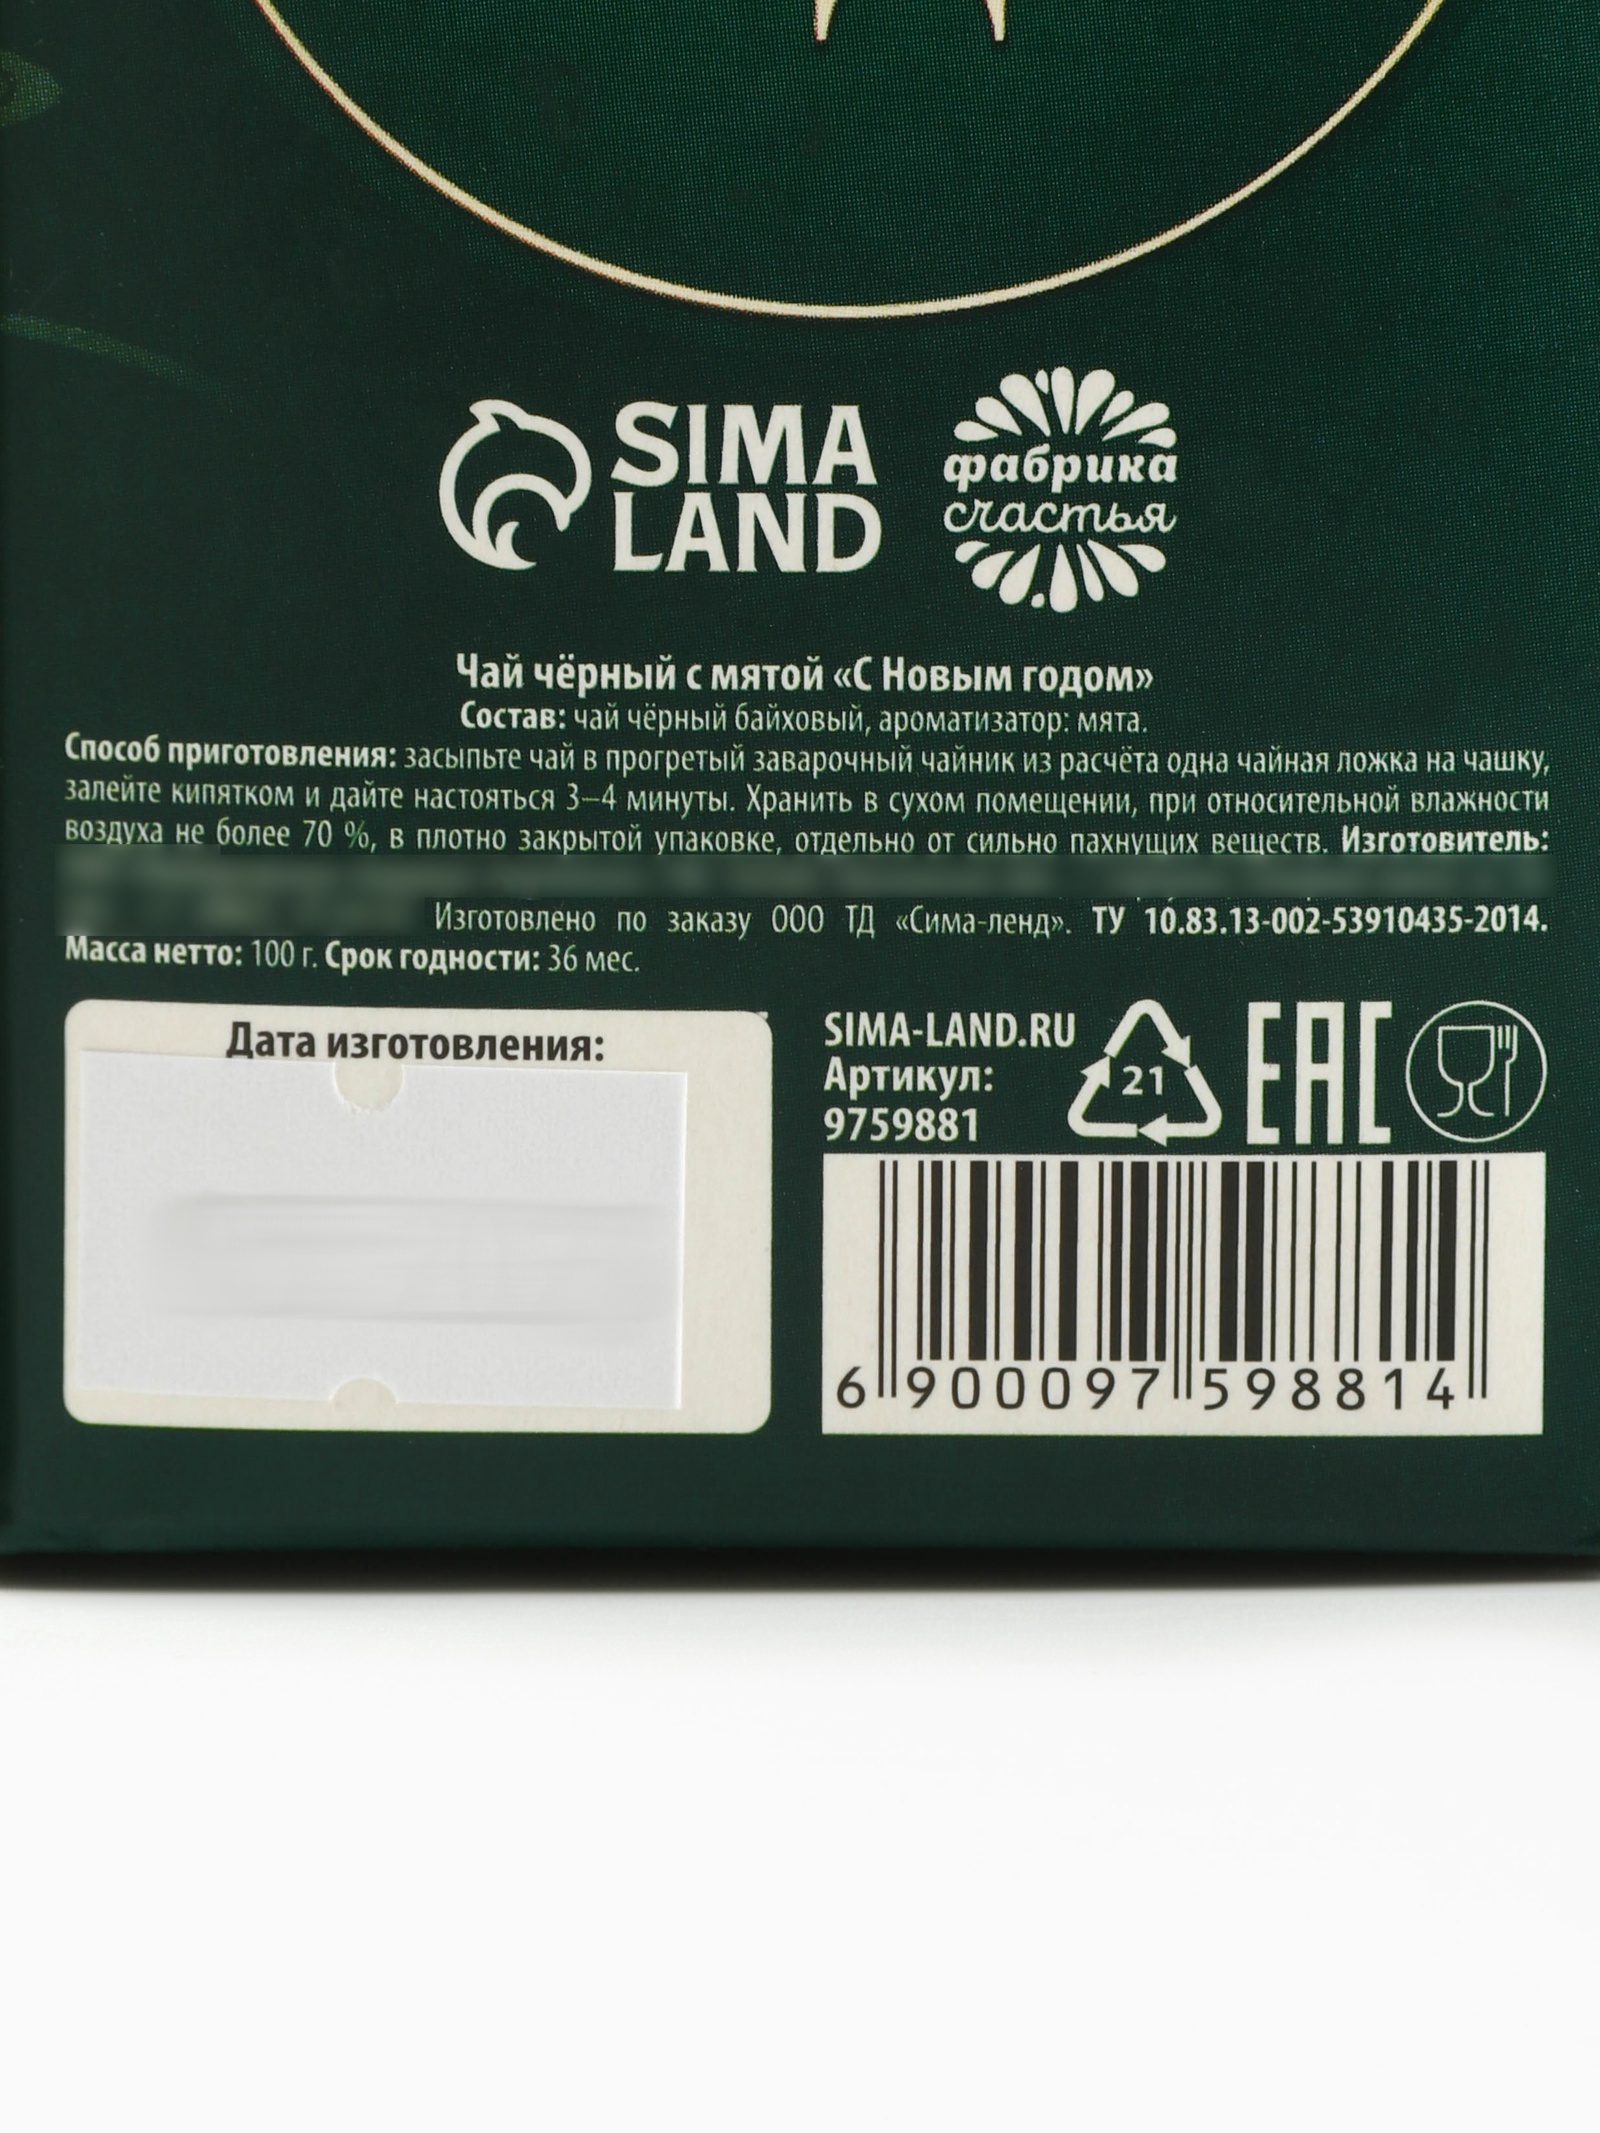 SIMA
LAND
фабрика
счастья
Чай чёрный с мятой «С Новым годом»
Состав: чай чёрный байховый, ароматизатор: мята.
Способ приготовления: засыпьте чай в прогретый заварочный чайник из расчёта одна чайная ложка на чашку,
залейте кипятком и дайте настояться 3–4 минуты. Хранить в сухом помещении, при относительной влажности
воздуха не более 70 %, в плотно закрытой упаковке, отдельно от сильно пахнущих веществ. Изготовитель:
Изготовлено по заказу ООО ТД «Сима-ленд». ТУ 10.83.13-002-53910435-2014.
Масса нетто: 100 г. Срок годности: 36 мес.
Дата изготовления:
SIMA-LAND.RU
Артикул:
9759881
21
EAC
6 900097 598814